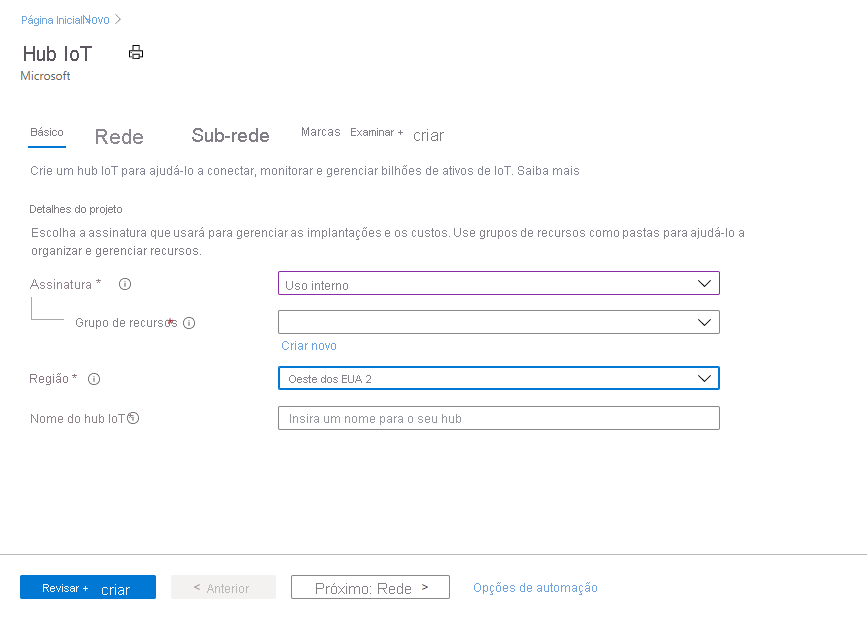 Página Inicial Novo >
Hub IoT
Microsoft
Básico Rede Sub-rede Marcas Examinar + criar
Crie um hub IoT para ajudá-lo a conectar, monitorar e gerenciar bilhões de ativos de IoT. Saiba mais
Detalhes do projeto
Escolha a assinatura que usará para gerenciar as implantações e os custos. Use grupos de recursos como pastas para ajudá-lo a
organizar e gerenciar recursos.
Assinatura * Uso interno
Grupo de recursos *
Criar novo
Região * Oeste dos EUA 2
Nome do hub IoT * Insira um nome para o seu hub
Revisar + criar < Anterior Próximo: Rede > Opções de automação